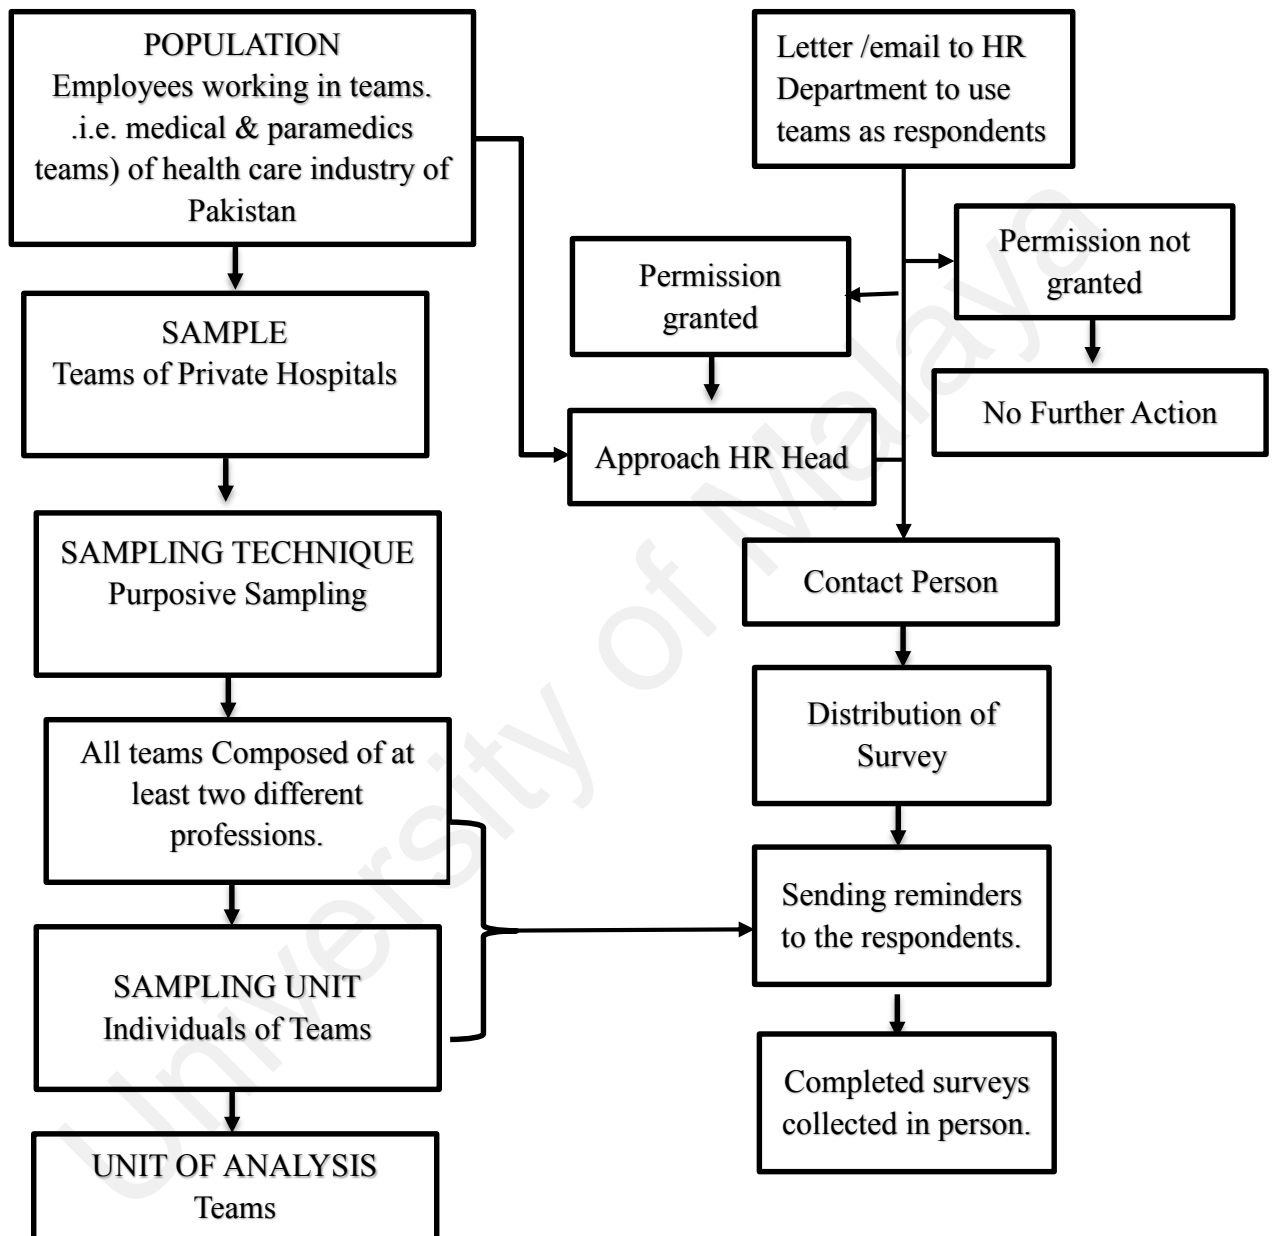 POPULATION
Employees working in teams.
.i.e. medical & paramedics
teams) of health care industry of
Pakistan
SAMPLE
Teams of Private Hospitals
SAMPLING TECHNIQUE
Purposive Sampling
All teams Composed of at
least two different
professions.
SAMPLING UNIT
Individuals of Teams
UNIT OF ANALYSIS
Teams
Letter /email to HR
Department to use
teams as respondents
Permission not
granted
No Further Action
Permission
granted
Approach HR Head
Contact Person
Distribution of
Survey
Sending reminders
to the respondents.
Completed surveys
collected in person.
University of Malaya